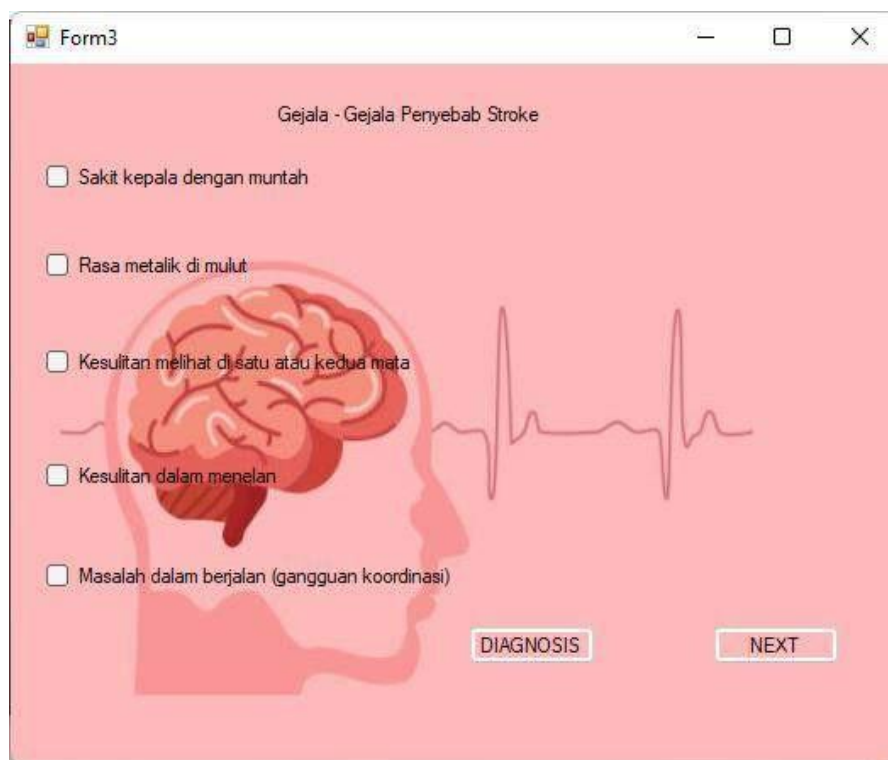 Form3
Gejala - Gejala Penyebab Stroke
Sakit kepala dengan muntah
Rasa metalik di mulut
Kesulitan melihat di satu atau kedua mata
Kesulitan dalam menelan
Masalah dalam berjalan (gangguan koordinasi)
DIAGNOSIS NEXT